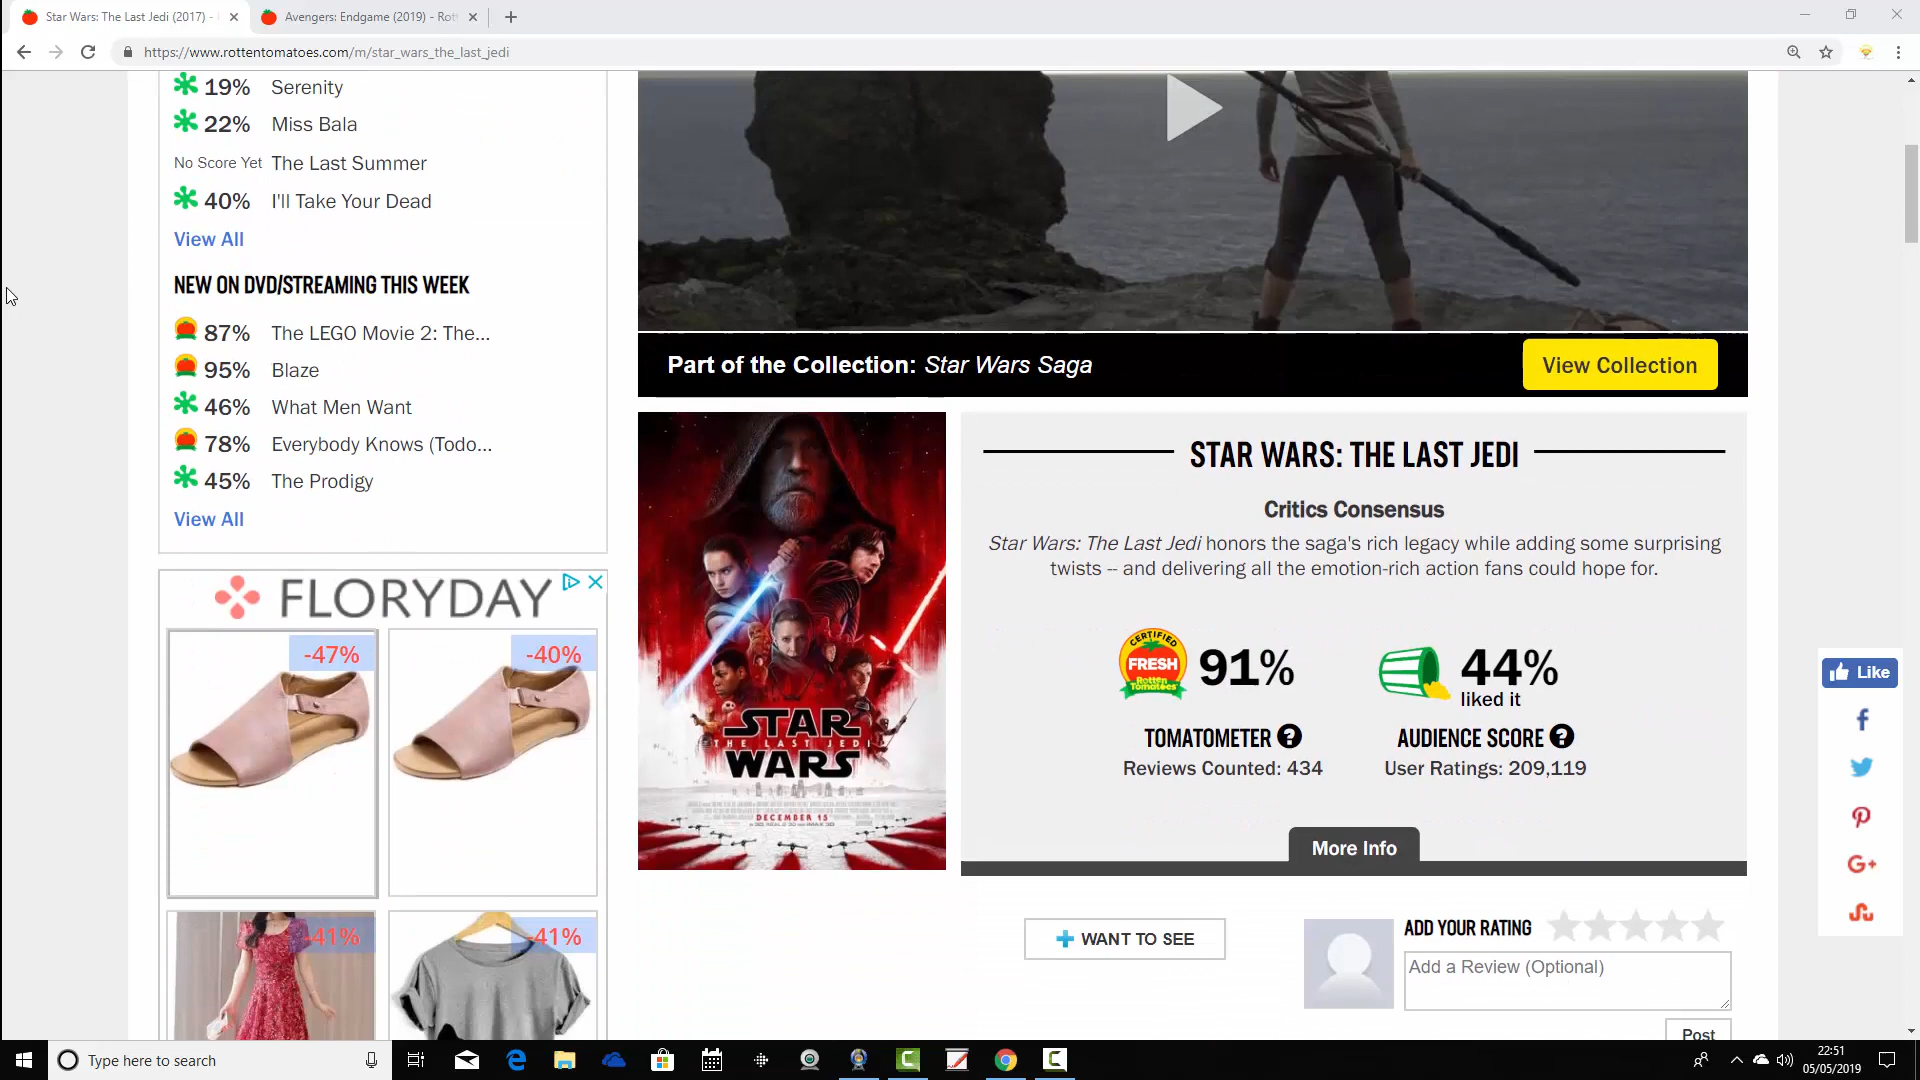 Star Wars: The Last Jedi (2017) -
Avengers: Endgame (2019) - Rott
https://www.rottentomatoes.com/m/star_wars_the_last_jedi
19% Serenity
22% Miss Bala
No Score Yet The Last Summer
40% I'll Take Your Dead
View All
NEW ON DVD/STREAMING THIS WEEK
87% The LEGO Movie 2: The...
95% Blaze
46% What Men Want
78% Everybody Knows (Todo...
45% The Prodigy
View All
FLORYDAY
-47%
-40%
-41%
-41%
Part of the Collection: Star Wars Saga
View Collection
STAR WARS
THE LAST JEDI
DECEMBER 15
STAR WARS: THE LAST JEDI
Critics Consensus
Star Wars: The Last Jedi honors the saga's rich legacy while adding some surprising
twists -- and delivering all the emotion-rich action fans could hope for.
CERTIFIED
FRESH
Rotten
Tomatoes
91%
44%
liked it
TOMATOMETER ?
AUDIENCE SCORE ?
Reviews Counted: 434
User Ratings: 209,119
More Info
WANT TO SEE
ADD YOUR RATING
Add a Review (Optional)
Post
Like
Type here to search
22:51
05/05/2019